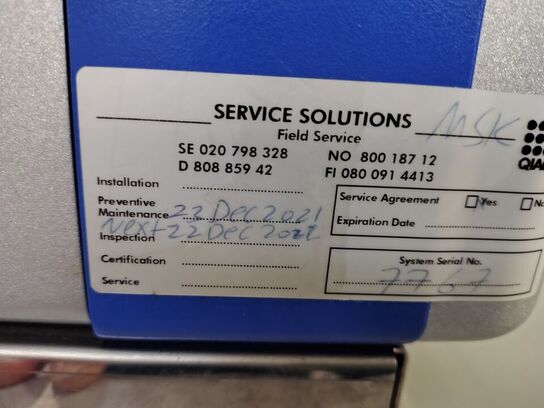 SERVICE SOLUTIONS MSK
Field Service
SE 020 798 328 NO 800 187 12
D 808 859 42 FI 080 091 4413
QIA
Installation
Preventive
Maintenance 22 Dec 2021
Next 22 Dec 2022
Inspection
Certification
Service
Service Agreement Yes No
Expiration Date
System Serial No.
7767